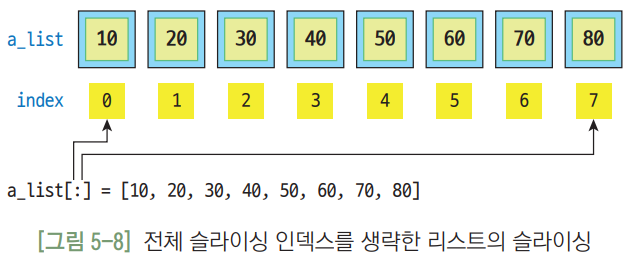 a_list 10 20 30 40 50 60 70 80
index 0 1 2 3 4 5 6 7
a_list[:] = [10, 20, 30, 40, 50, 60, 70, 80]
[그림 5-8] 전체 슬라이싱 인덱스를 생략한 리스트의 슬라이싱